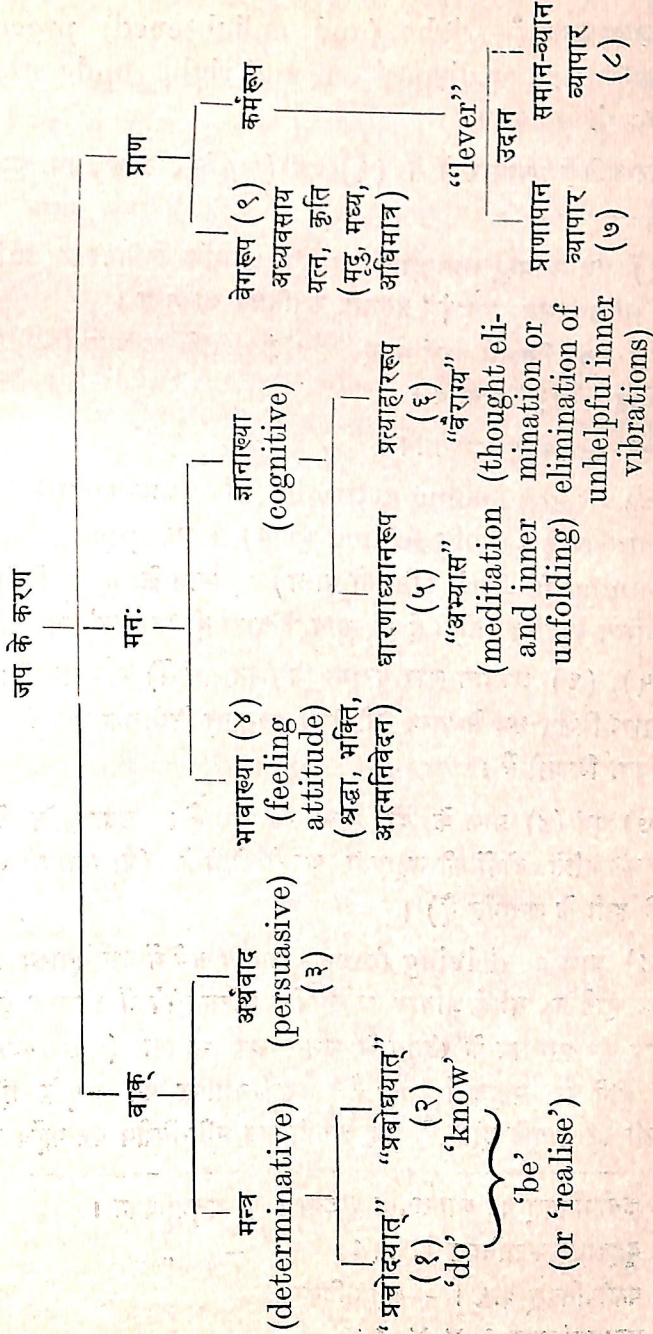 जप के करण
वाक्
मनः
प्राण
मन्त्र
(determinative)
अर्थवाद
(persuasive)
(३)
"प्रचोदयात्"
(१)
'do'
"प्रबोधयात्"
(२)
'know'
'be'
(or 'realise')
भावाख्या (४)
(feeling
attitude)
(श्रद्धा, भक्ति,
आत्मनिवेदन)
ज्ञानाख्या
(cognitive)
धारणाध्यानरूप
(५)
"अभ्यास"
(meditation
and inner
unfolding)
प्रत्याहाररूप
(६)
"वैराग्य"
(thought eli-
mination or
elimination of
unhelpful inner
vibrations)
वेगरूप (९)
अध्यवसाय
यत्न, कृति
(मृदु, मध्य,
अधिमात्र)
कर्मरूप
"lever"
उदान
प्राणापान
व्यापार
(७)
समान-व्यान
व्यापार
(८)